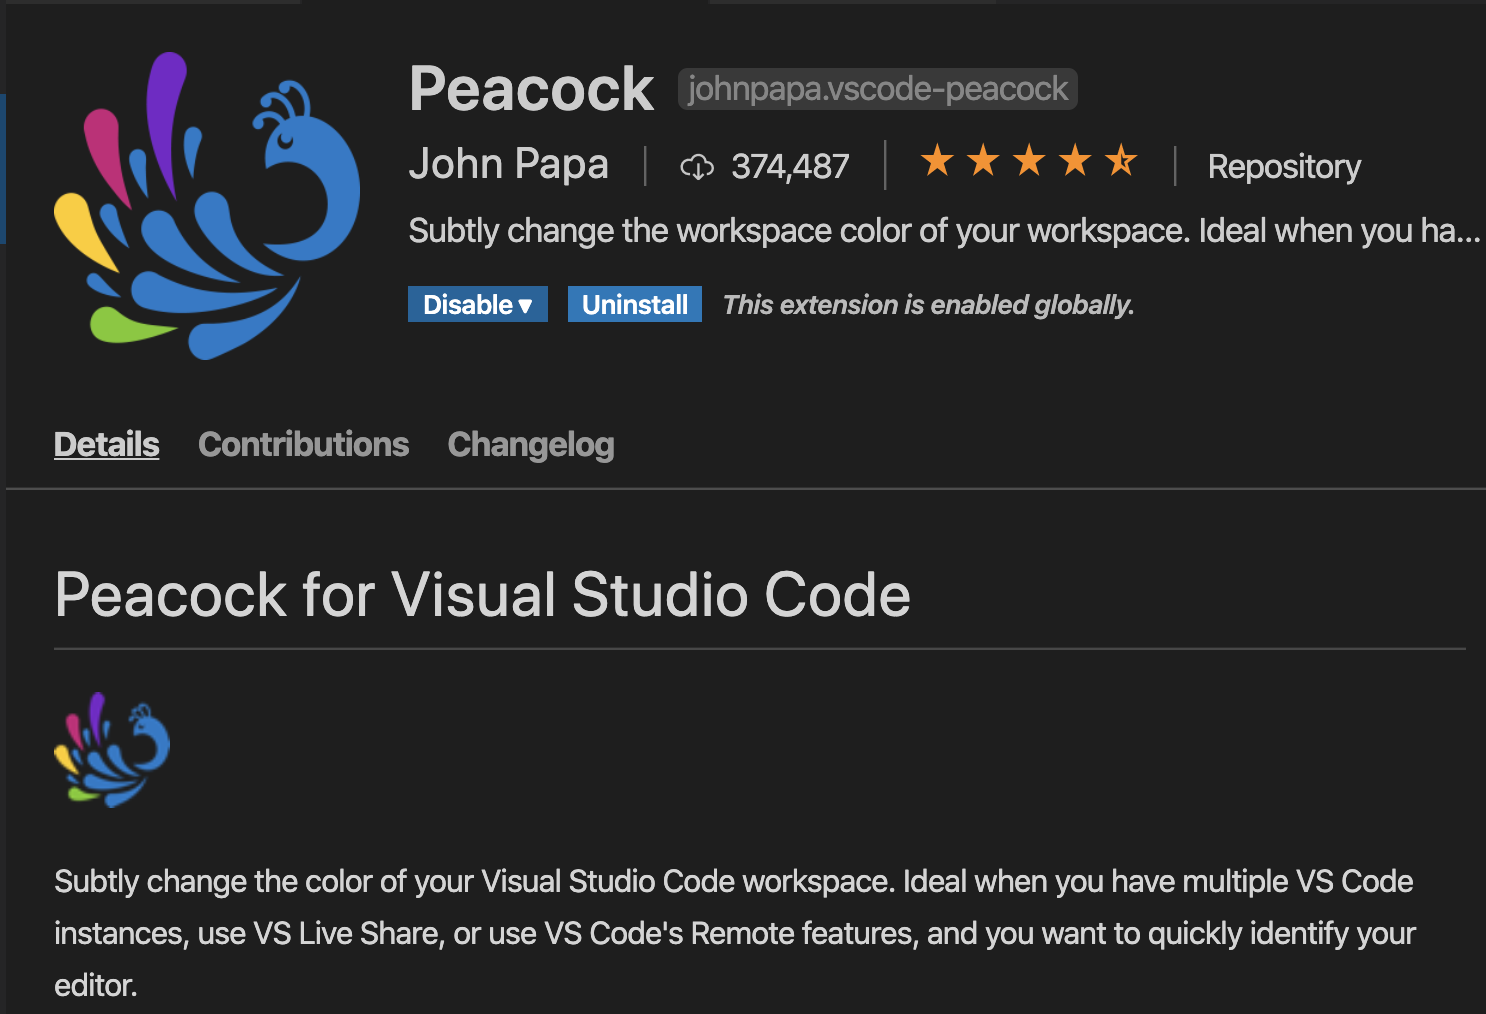 Peacock johnpapa.vscode-peacock
John Papa 374,487 Repository
Subtly change the workspace color of your workspace. Ideal when you ha...
Disable▼ Uninstall This extension is enabled globally.
Details Contributions Changelog
Peacock for Visual Studio Code
Subtly change the color of your Visual Studio Code workspace. Ideal when you have multiple VS Code
instances, use VS Live Share, or use VS Code's Remote features, and you want to quickly identify your
editor.